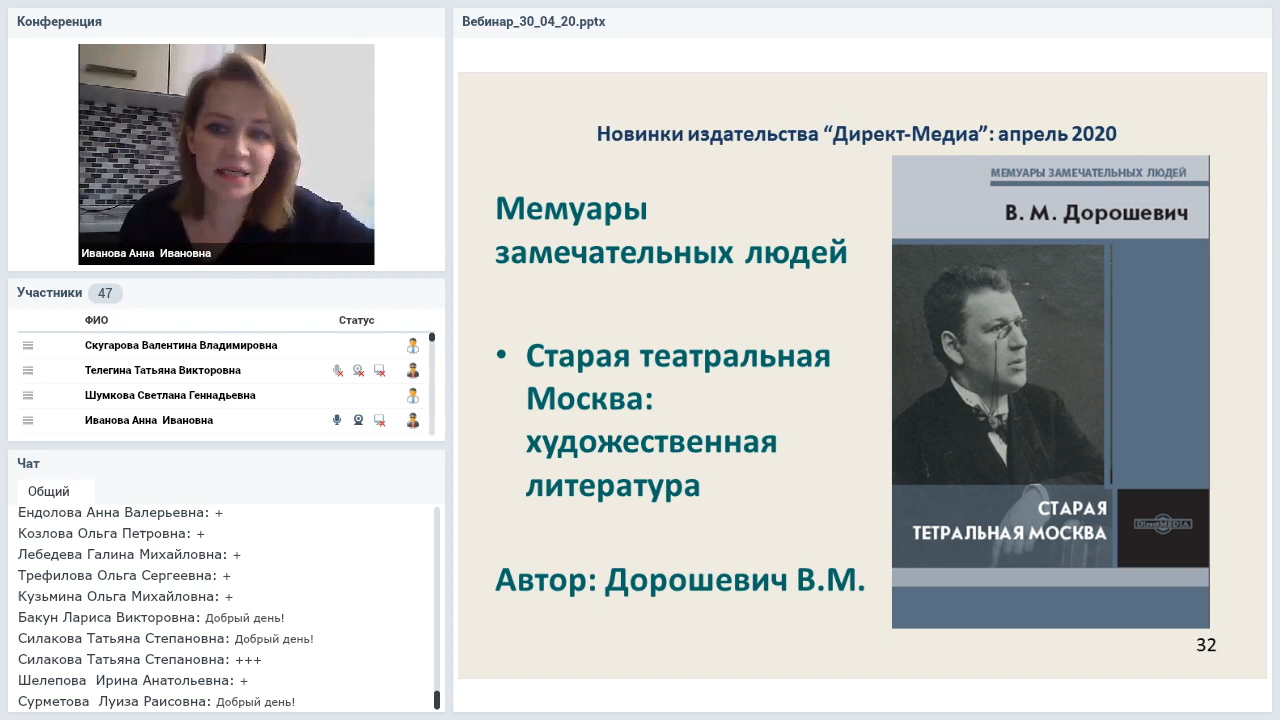 Конференция
Иванова Анна  Ивановна
Участники 47
ФИО Статус
Скугарова Валентина Владимировна
Телегина Татьяна Викторовна
Шумкова Светлана Геннадьевна
Иванова Анна  Ивановна
Чат
Общий
Ендолова Анна Валерьевна: +
Козлова Ольга Петровна: +
Лебедева Галина Михайловна: +
Трефилова Ольга Сергеевна: +
Кузьмина Ольга Михайловна: +
Бакун Лариса Викторовна: Добрый день!
Силакова Татьяна Степановна: Добрый день!
Силакова Татьяна Степановна: +++
Шелепова  Ирина Анатольевна: +
Сурметова  Луиза Раисовна: Добрый день!
Вебинар_30_04_20.pptx
Новинки издательства “Директ-Медиа”: апрель 2020
Мемуары
замечательных людей
• Старая театральная
Москва:
художественная
литература
Автор: Дорошевич В.М.
МЕМУАРЫ ЗАМЕЧАТЕЛЬНЫХ ЛЮДЕЙ
В. М. Дорошевич
СТАРАЯ
ТЕТРАЛЬНАЯ МОСКВА
DirectMEDIA
32